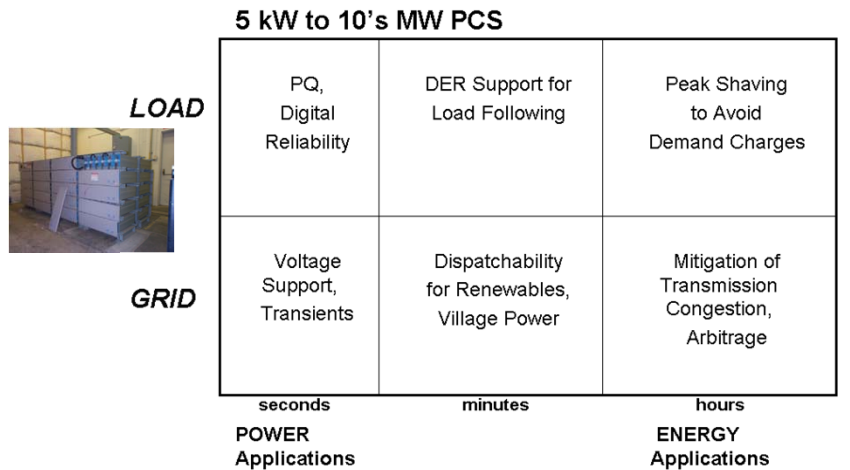 5 kW to 10's MW PCS
LOAD
PQ,
Digital
Reliability
DER Support for
Load Following
Peak Shaving
to Avoid
Demand Charges
GRID
Voltage
Support,
Transients
Dispatchability
for Renewables,
Village Power
Mitigation of
Transmission
Congestion,
Arbitrage
seconds
minutes
hours
POWER
Applications
ENERGY
Applications